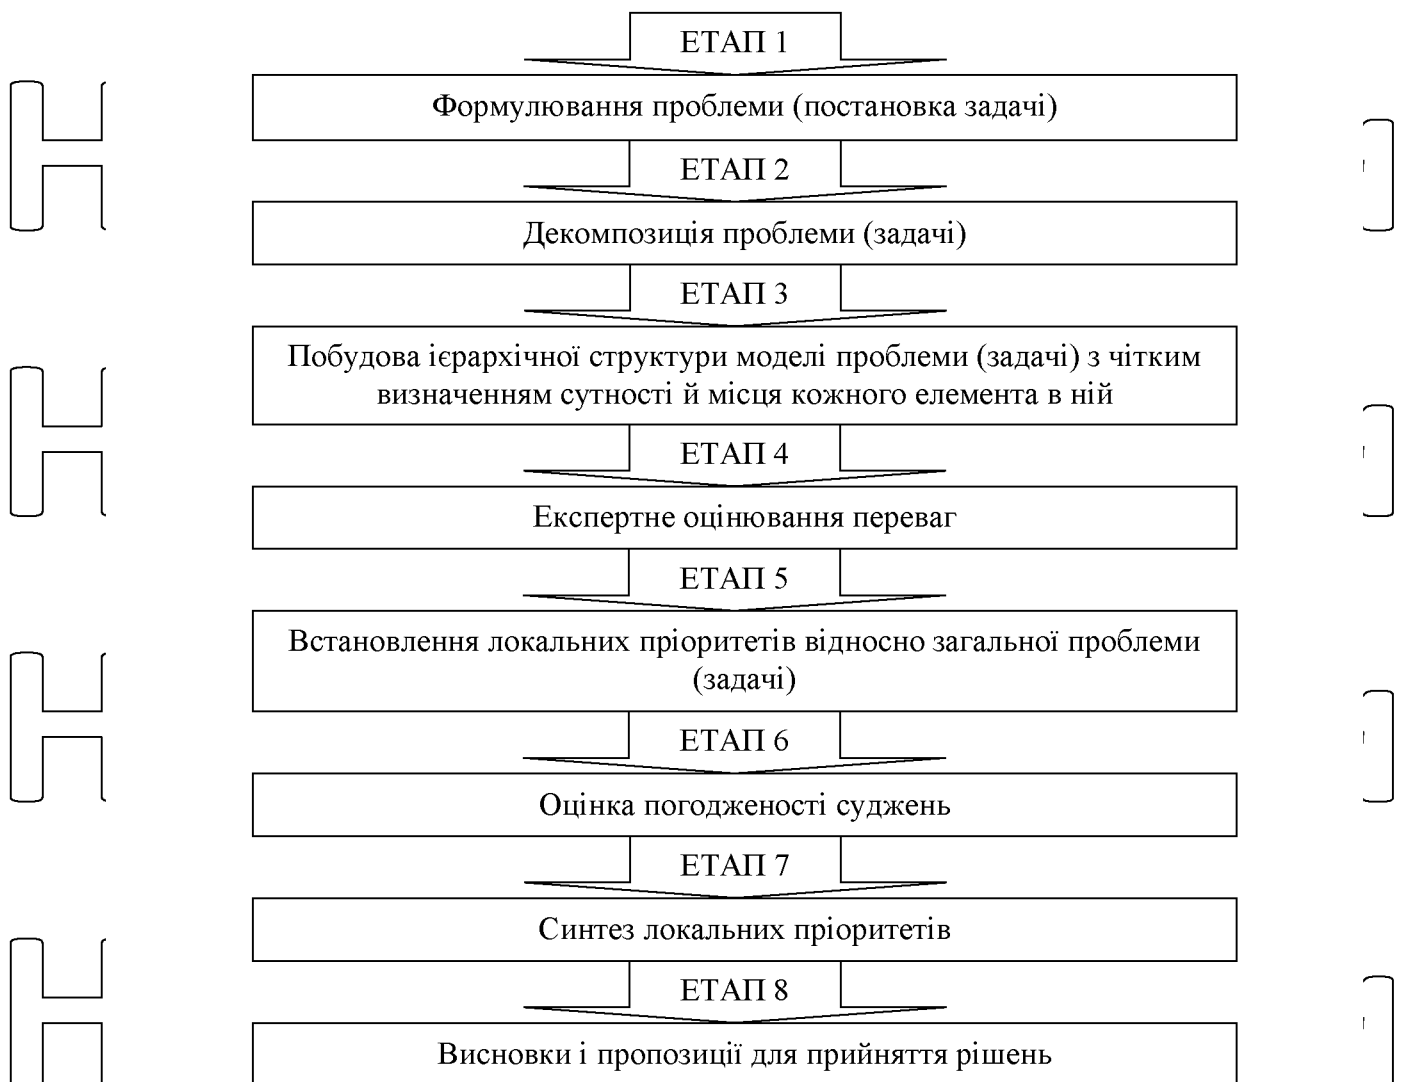 ЕТАП 1
Формулювання проблеми (постановка задачі)
ЕТАП 2
Декомпозиція проблеми (задачі)
ЕТАП 3
Побудова ієрархічної структури моделі проблеми (задачі) з чітким
визначенням сутності й місця кожного елемента в ній
ЕТАП 4
Експертне оцінювання переваг
ЕТАП 5
Встановлення локальних пріоритетів відносно загальної проблеми
(задачі)
ЕТАП 6
Оцінка погодженості суджень
ЕТАП 7
Синтез локальних пріоритетів
ЕТАП 8
Висновки і пропозиції для прийняття рішень